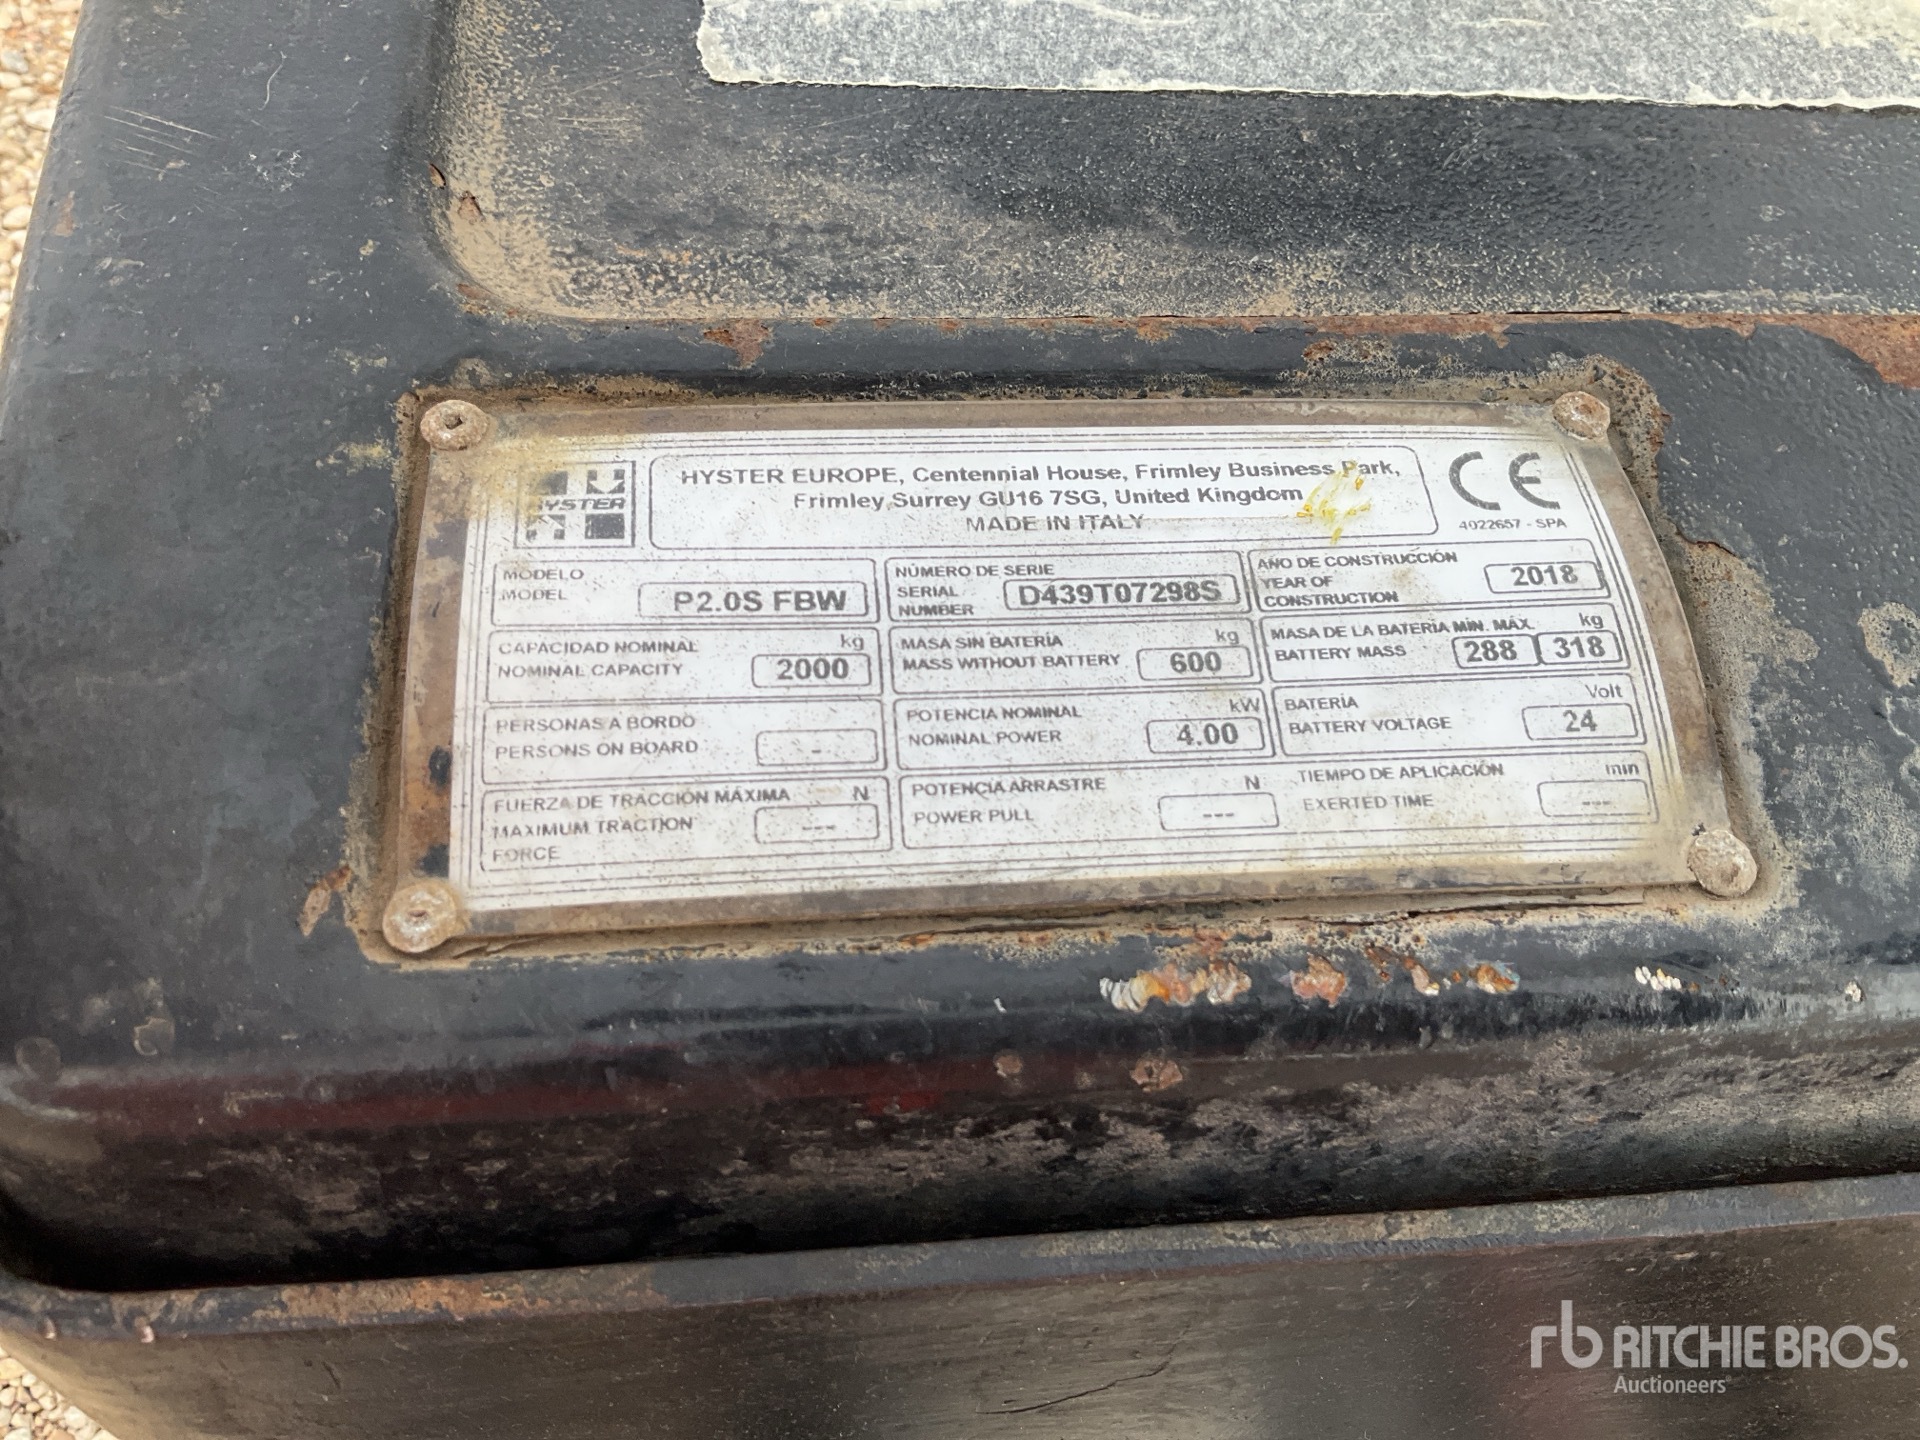 HYSTER
HYSTER EUROPE, Centennial House, Frimley Business Park,
Frimley, Surrey GU16 7SG, United Kingdom
MADE IN ITALY
CE
4022657 - SPA
MODELO
MODEL
P2.0S FBW
NÚMERO DE SERIE
SERIAL
NUMBER
D439T07298S
AÑO DE CONSTRUCCIÓN
YEAR OF
CONSTRUCTION
2018
CAPACIDAD NOMINAL kg
NOMINAL CAPACITY 2000
MASA SIN BATERÍA kg
MASS WITHOUT BATTERY 600
MASA DE LA BATERÍA MÍN. MÁX. kg
BATTERY MASS 288 318
PERSONAS A BORDO
PERSONS ON BOARD -
POTENCIA NOMINAL kW
NOMINAL POWER 4.00
BATERÍA Volt
BATTERY VOLTAGE 24
FUERZA DE TRACCIÓN MÁXIMA N
MAXIMUM TRACTION ---
FORCE
POTENCIA ARRASTRE N
POWER PULL ---
TIEMPO DE APLICACIÓN min
EXERTED TIME ---
rb RITCHIE BROS.
Auctioneers